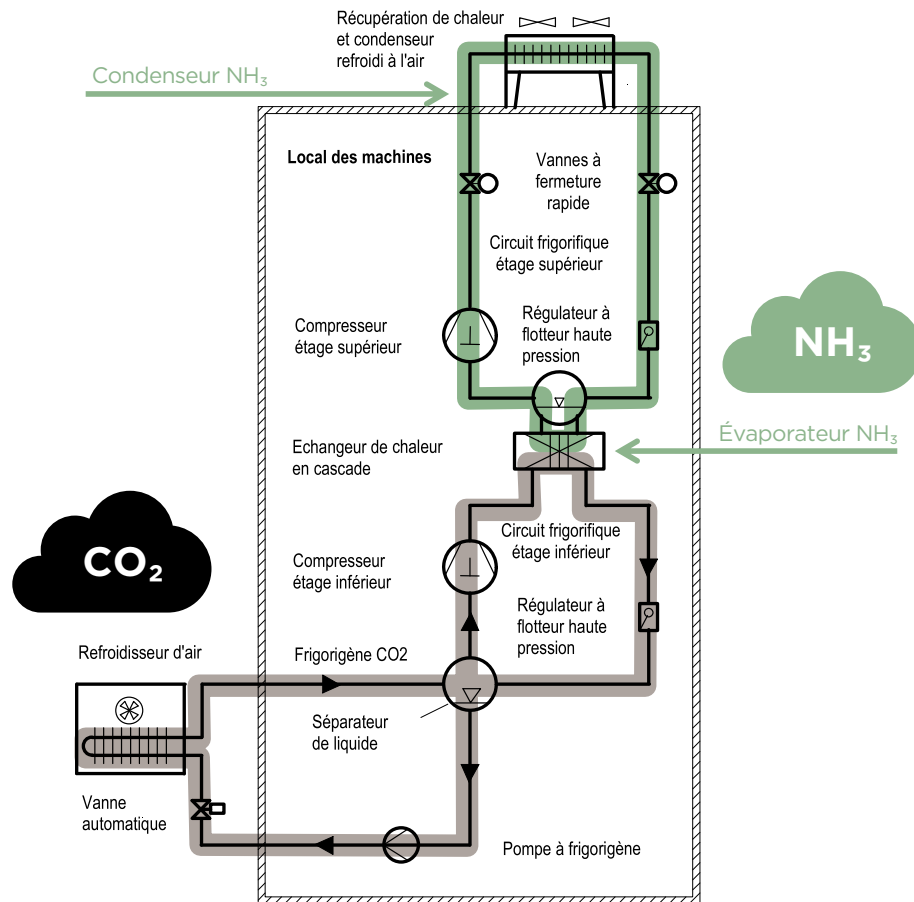 Récupération de chaleur
et condenseur
refroidi à l'air
Condenseur NH₃
Local des machines
Vannes à
fermeture
rapide
Circuit frigorifique
étage supérieur
Compresseur
étage supérieur
Régulateur à
flotteur haute
pression
NH₃
Echangeur de chaleur
en cascade
Évaporateur NH₃
CO₂
Circuit frigorifique
étage inférieur
Compresseur
étage inférieur
Régulateur à
flotteur haute
pression
Refroidisseur d'air
Frigorigène CO2
Séparateur
de liquide
Vanne
automatique
Pompe à frigorigène